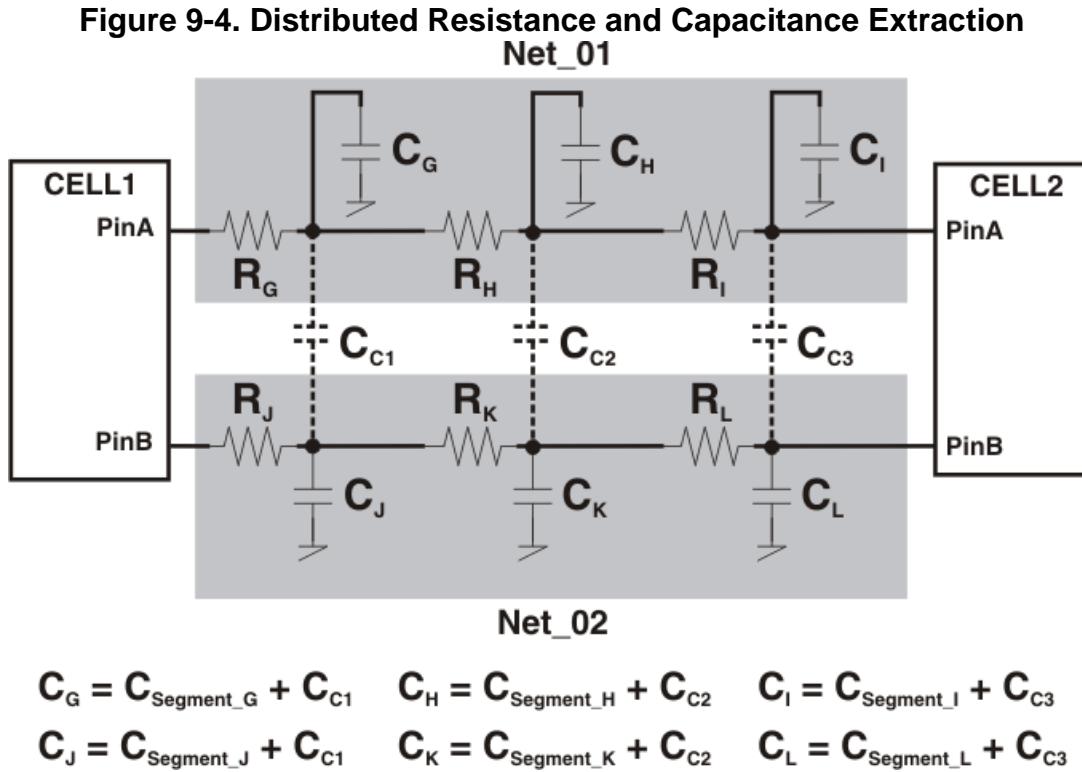 Figure 9-4. Distributed Resistance and Capacitance Extraction
Net_01
C_G C_H C_I
CELL1 CELL2
PinA PinA
R_G R_H R_I
C_C1 C_C2 C_C3
R_J R_K R_L
PinB PinB
C_J C_K C_L
Net_02
C_G = C_Segment_G + C_C1 C_H = C_Segment_H + C_C2 C_I = C_Segment_I + C_C3
C_J = C_Segment_J + C_C1 C_K = C_Segment_K + C_C2 C_L = C_Segment_L + C_C3